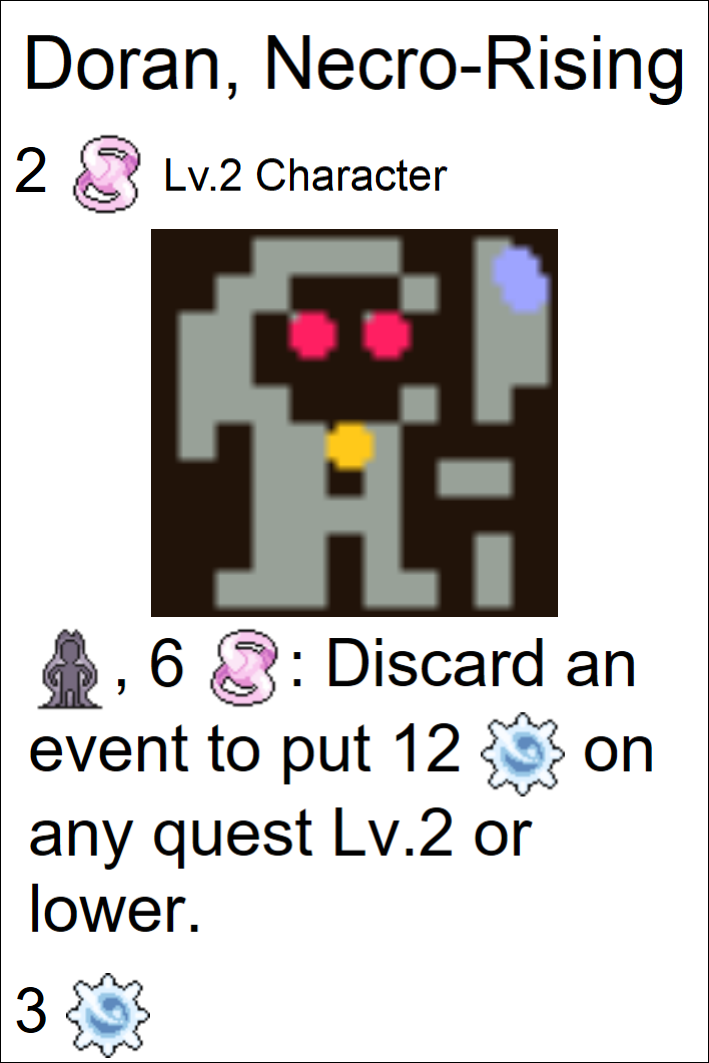 Doran, Necro-Rising
2 Lv.2 Character
, 6 : Discard an
event to put 12 on
any quest Lv.2 or
lower.
3